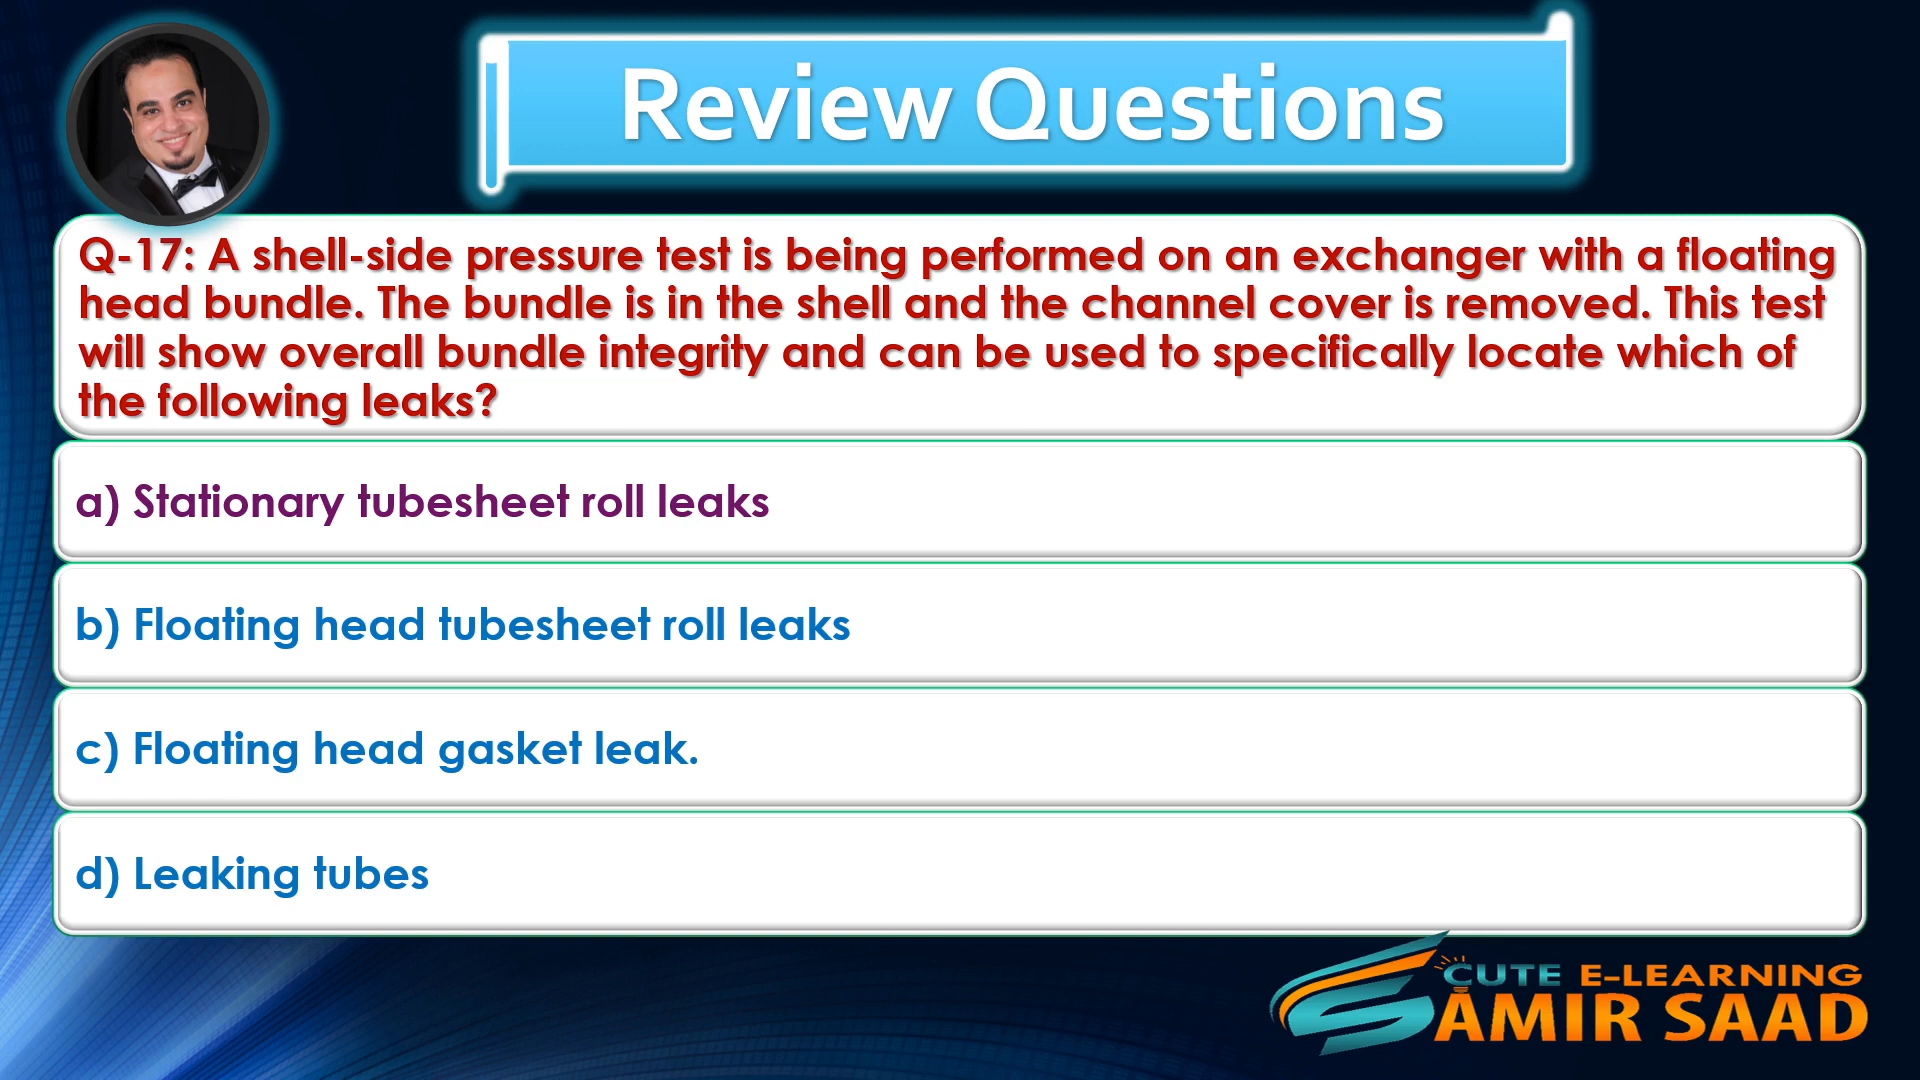 Review Questions
Q-17: A shell-side pressure test is being performed on an exchanger with a floating
head bundle. The bundle is in the shell and the channel cover is removed. This test
will show overall bundle integrity and can be used to specifically locate which of
the following leaks?
a) Stationary tubesheet roll leaks
b) Floating head tubesheet roll leaks
c) Floating head gasket leak.
d) Leaking tubes
CUTE E-LEARNING
AMIR SAAD